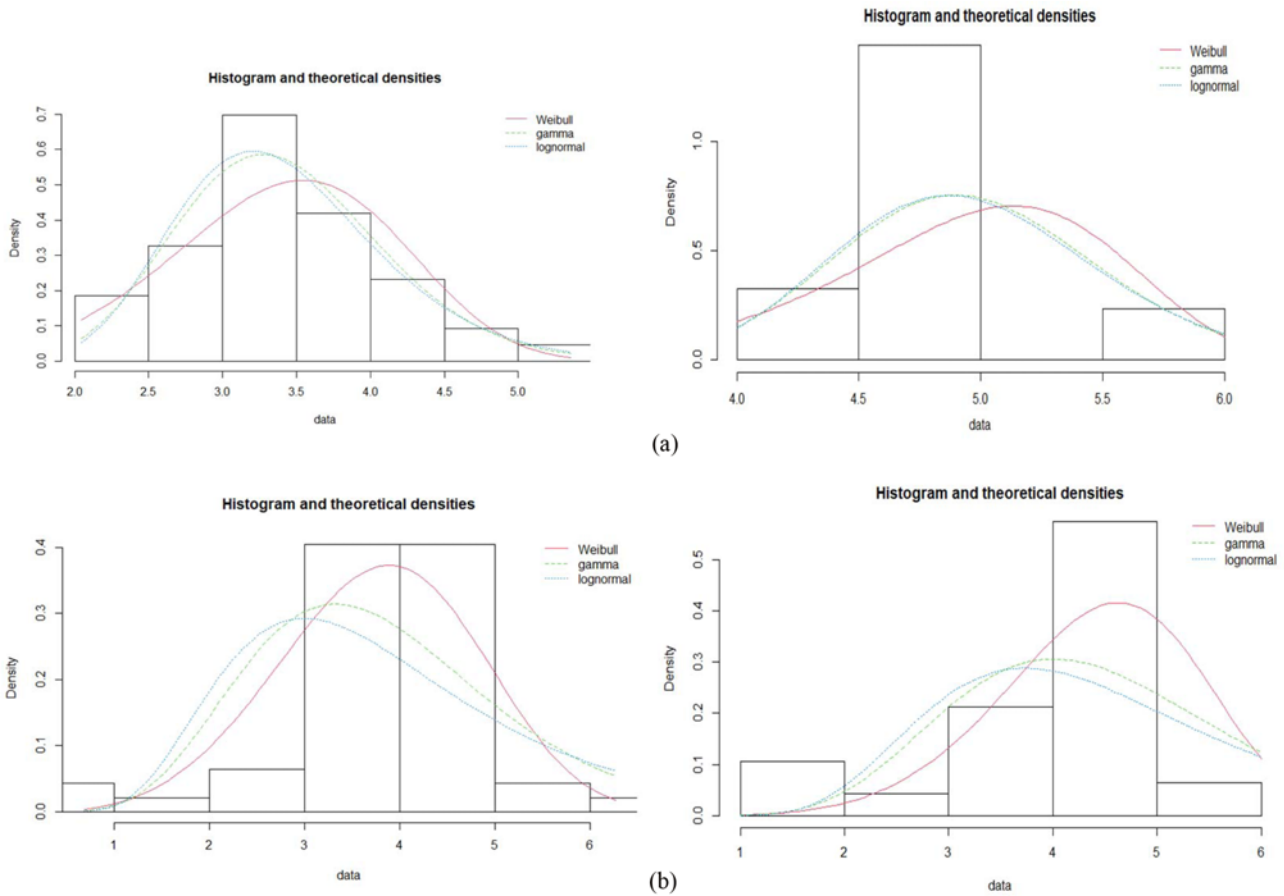 Histogram and theoretical densities
Weibull
gamma
lognormal
Density
0.0
0.1
0.2
0.3
0.4
0.5
0.6
0.7
2.0 2.5 3.0 3.5 4.0 4.5 5.0
data
Histogram and theoretical densities
Weibull
gamma
lognormal
Density
0.0
0.5
1.0
4.0 4.5 5.0 5.5 6.0
data
(a)
Histogram and theoretical densities
Weibull
gamma
lognormal
Density
0.0
0.1
0.2
0.3
0.4
1 2 3 4 5 6
data
Histogram and theoretical densities
Weibull
gamma
lognormal
Density
0.0
0.1
0.2
0.3
0.4
0.5
1 2 3 4 5 6
data
(b)